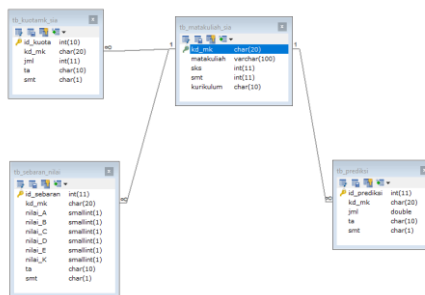 tb_kuotamk_sia
id_kuota int(10)
kd_mk char(20)
jml int(11)
ta char(10)
smt char(1)
tb_matakuliah_sia
kd_mk char(20)
matakuliah varchar(100)
sks int(11)
smt int(11)
kurikulum char(10)
1
1
tb_sebaran_nilai
id_sebaran int(11)
kd_mk char(20)
nilai_A smallint(1)
nilai_B smallint(1)
nilai_C smallint(1)
nilai_D smallint(1)
nilai_E smallint(1)
nilai_K smallint(1)
ta char(10)
smt char(1)
tb_prediksi
id_prediksi int(11)
kd_mk char(20)
jml double
ta char(10)
smt char(1)